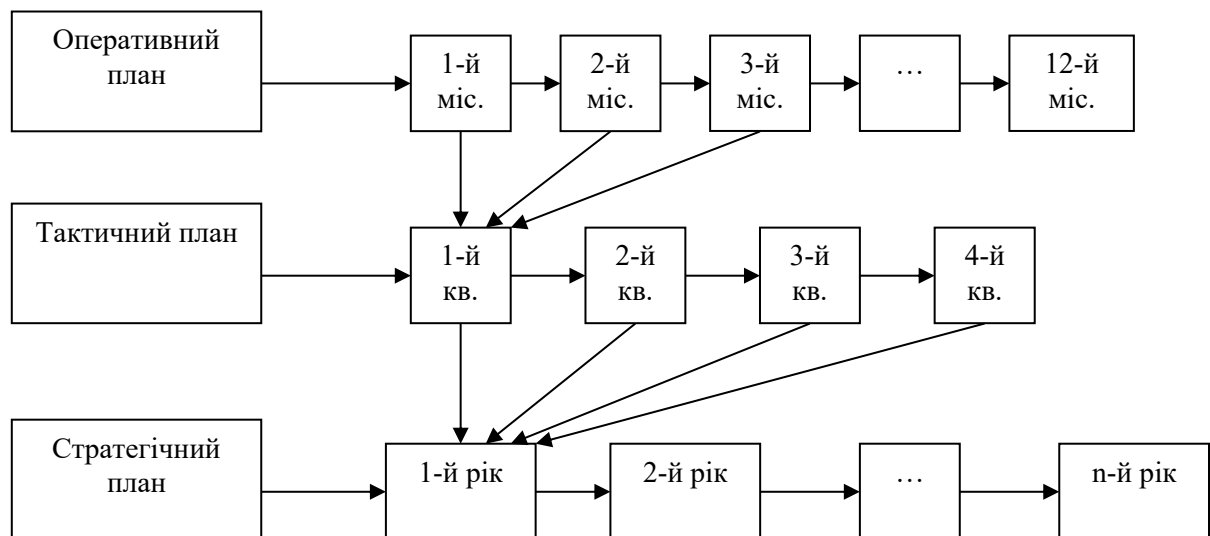 Оперативний
план
1-й
міс.
2-й
міс.
3-й
міс.
…
12-й
міс.
Тактичний план
1-й
кв.
2-й
кв.
3-й
кв.
4-й
кв.
Стратегічний
план
1-й рік
2-й рік
…
n-й рік